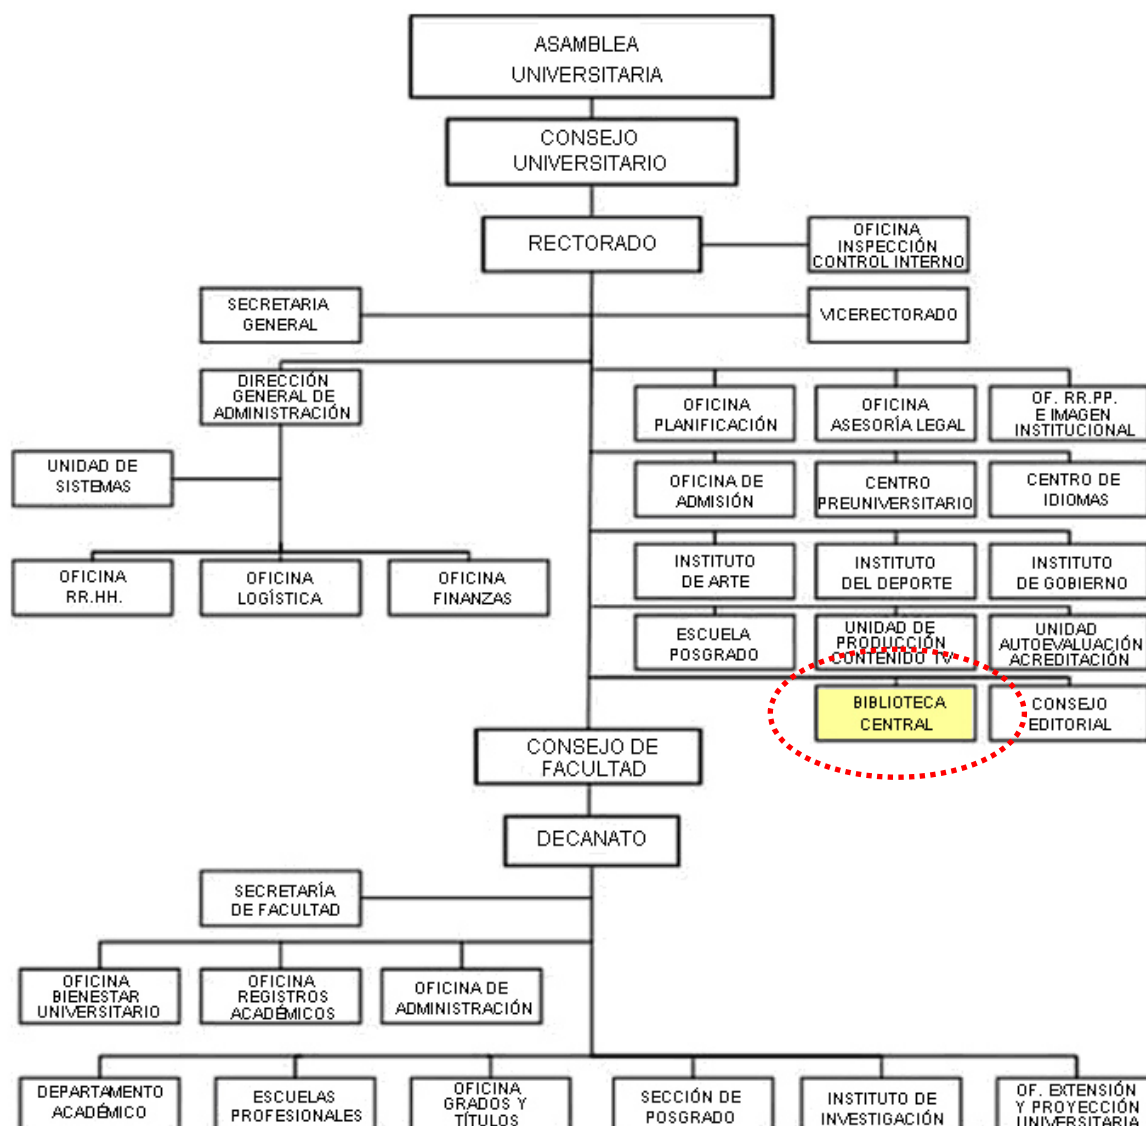 ASAMBLEA
UNIVERSITARIA
CONSEJO
UNIVERSITARIO
RECTORADO
OFICINA
INSPECCIÓN
CONTROL INTERNO
SECRETARIA
GENERAL
VICERECTORADO
DIRECCIÓN
GENERAL DE
ADMINISTRACIÓN
OFICINA
PLANIFICACIÓN
OFICINA
ASESORÍA LEGAL
OF. RR.PP.
E IMAGEN
INSTITUCIONAL
UNIDAD DE
SISTEMAS
OFICINA DE
ADMISIÓN
CENTRO
PREUNIVERSITARIO
CENTRO DE
IDIOMAS
OFICINA
RR.HH.
OFICINA
LOGÍSTICA
OFICINA
FINANZAS
INSTITUTO
DE ARTE
INSTITUTO
DEL DEPORTE
INSTITUTO
DE GOBIERNO
ESCUELA
POSGRADO
UNIDAD DE
PRODUCCIÓN
CONTENIDO TV
UNIDAD
AUTOEVALUACIÓN
ACREDITACIÓN
BIBLIOTECA
CENTRAL
CONSEJO
EDITORIAL
CONSEJO DE
FACULTAD
DECANATO
SECRETARÍA
DE FACULTAD
OFICINA
BIENESTAR
UNIVERSITARIO
OFICINA
REGISTROS
ACADÉMICOS
OFICINA DE
ADMINISTRACIÓN
DEPARTAMENTO
ACADÉMICO
ESCUELAS
PROFESIONALES
OFICINA
GRADOS Y
TÍTULOS
SECCIÓN DE
POSGRADO
INSTITUTO DE
INVESTIGACIÓN
OF. EXTENSIÓN
Y PROYECCIÓN
UNIVERSITARIA